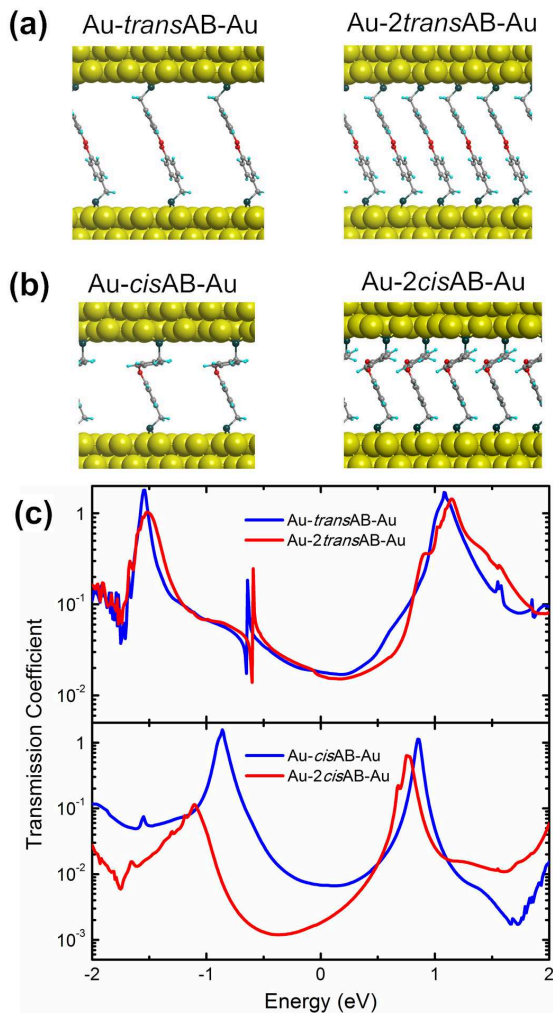 (a)
Au-transAB-Au
Au-2transAB-Au
(b)
Au-cisAB-Au
Au-2cisAB-Au
(c)
1
Au-transAB-Au
Au-2transAB-Au
10⁻¹
10⁻²
Transmission Coefficient
1
Au-cisAB-Au
Au-2cisAB-Au
10⁻¹
10⁻²
10⁻³
-2 -1 0 1 2
Energy (eV)